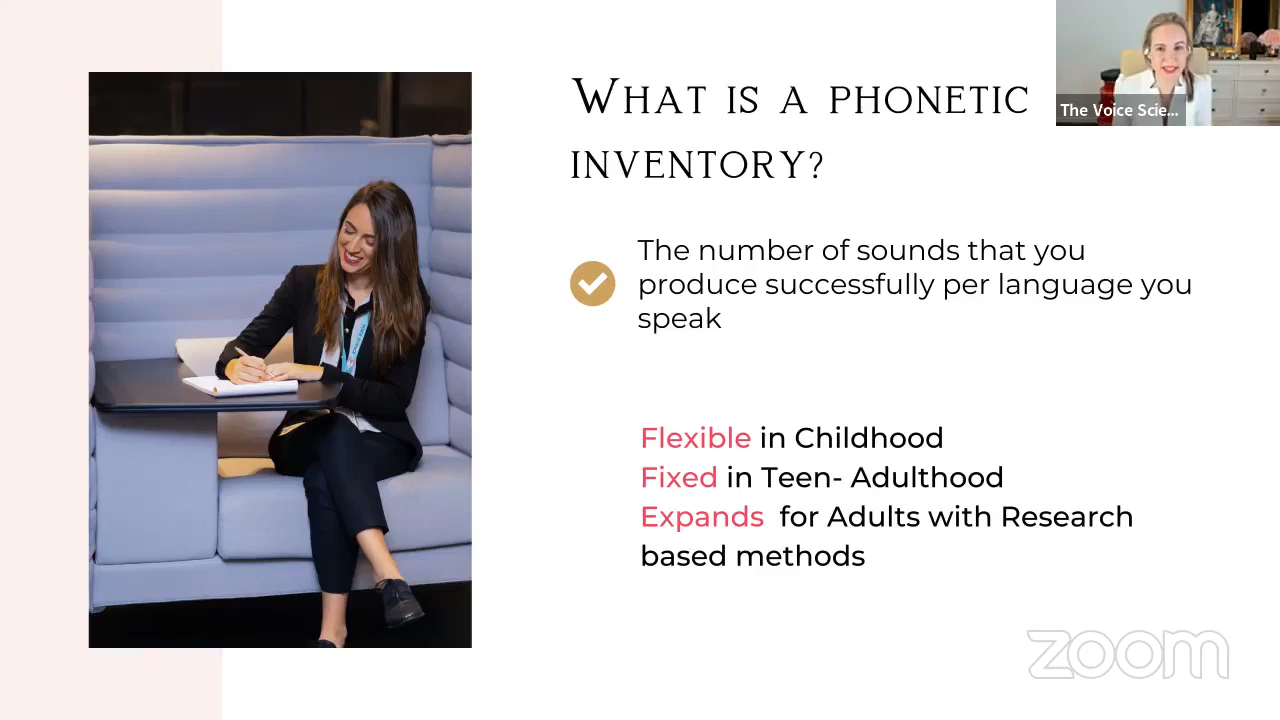 WHAT IS A PHONETIC
INVENTORY?
The Voice Scie...
The number of sounds that you
produce successfully per language you
speak
Flexible in Childhood
Fixed in Teen- Adulthood
Expands for Adults with Research
based methods
zoom